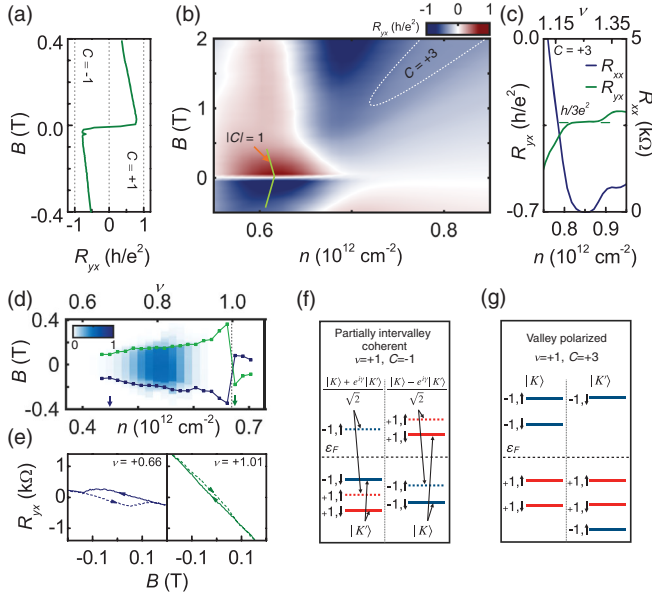 (a)
0.4
0.2
0.0
-0.2
-0.4
B (T)
C = -1
C = +1
-1 0 1
R_yx (h/e²)
(b)
R_yx (h/e²)
-1 0 1
2
1
0
B (T)
C = +3
|C| = 1
0.6 0.8
n (10¹² cm⁻²)
(c)
ν
1.15 1.35
0.0
-0.7
R_yx (h/e²)
C = +3
R_xx
R_yx
h/3e²
5
0
R_xx (kΩ)
0.8 0.9
n (10¹² cm⁻²)
(d)
ν
0.6 0.8 1.0
0 1
0.4
0.0
-0.4
B (T)
0.4 0.7
n (10¹² cm⁻²)
(e)
ν = +0.66
ν = +1.01
1
0
-1
R_yx (kΩ)
-0.1 0.1 -0.1 0.1
B (T)
(f)
Partially intervalley
coherent
ν=+1, C=-1
|K⟩ + e^{iγ}|K'⟩
√2
|K⟩ − e^{iγ}|K'⟩
√2
-1,↑
+1,↑
+1,↓
ε_F
-1,↓
+1,↑
+1,↓
-1,↑
-1,↓
|K'⟩
|K⟩
(g)
Valley polarized
ν=+1, C=+3
|K⟩
|K'⟩
-1,↑
-1,↑
-1,↓
ε_F
+1,↑
+1,↑
+1,↓
+1,↓
-1,↓